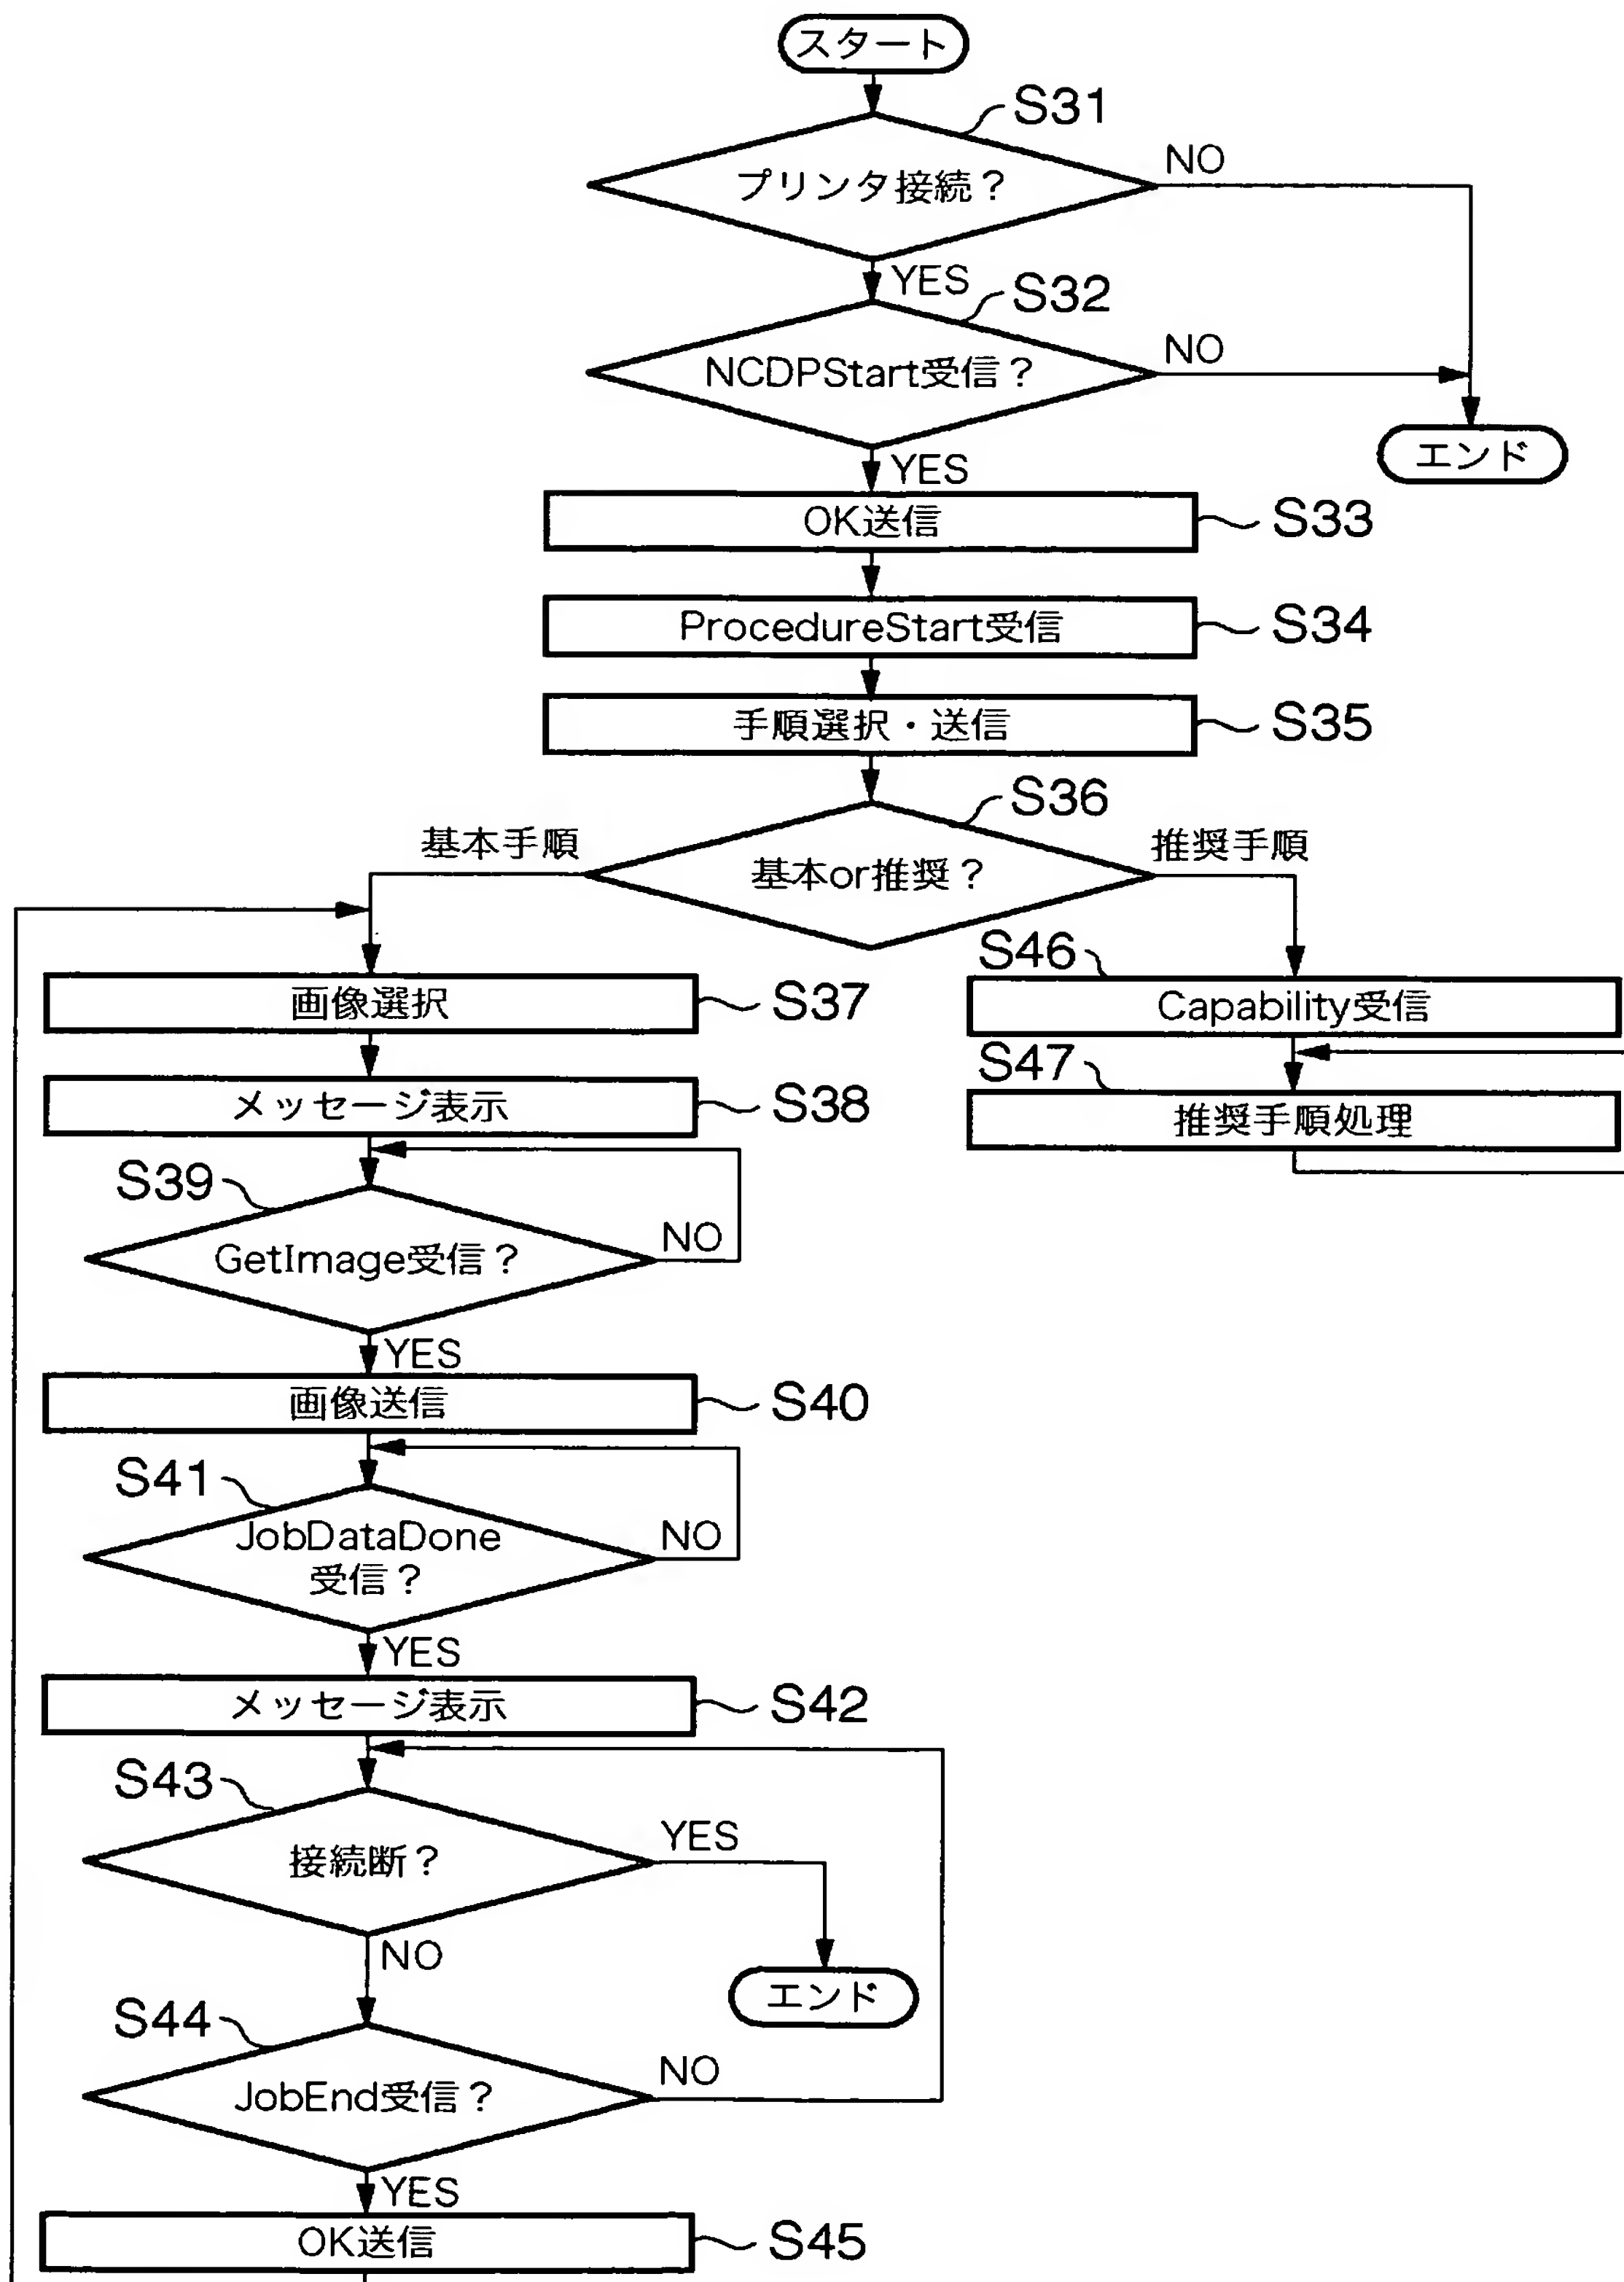 スタート
S31
プリンタ接続？
NO
YES
S32
NCDPStart受信？
NO
エンド
YES
OK送信
S33
ProcedureStart受信
S34
手順選択・送信
S35
S36
基本手順
基本or推奨？
推奨手順
S46
画像選択
S37
Capability受信
S47
メッセージ表示
S38
推奨手順処理
S39
GetImage受信？
NO
YES
画像送信
S40
S41
JobDataDone
受信？
NO
YES
メッセージ表示
S42
S43
接続断？
YES
NO
エンド
S44
JobEnd受信？
NO
YES
OK送信
S45